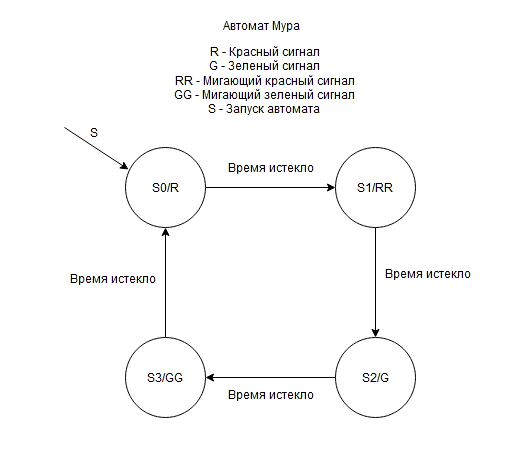 Автомат Мура
R - Красный сигнал
G - Зеленый сигнал
RR - Мигающий красный сигнал
GG - Мигающий зеленый сигнал
S - Запуск автомата
S
Время истекло
S0/R
S1/RR
Время истекло
Время истекло
S3/GG
S2/G
Время истекло